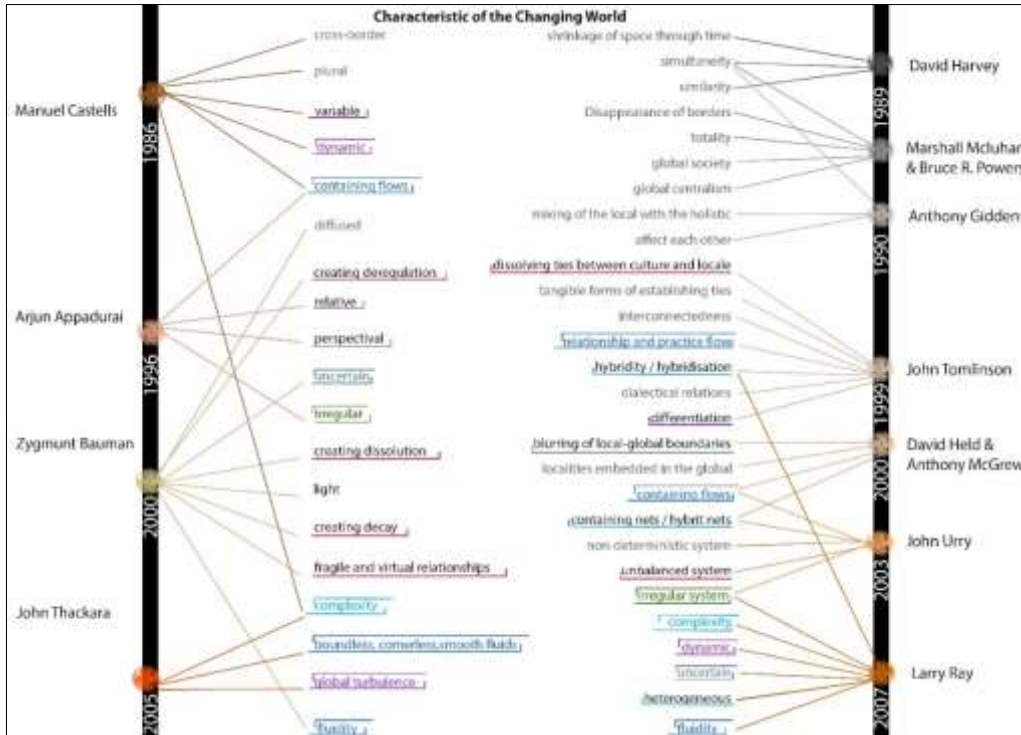 Characteristic of the Changing World
Manuel Castells
1986
Arjun Appadurai
1996
Zygmunt Bauman
2000
John Thackara
2005
cross-border
plural
variable
dynamic
containing flows
diffused
creating deregulation
relative
perspectival
uncertain
irregular
creating dissolution
light
creating decay
fragile and virtual relationships
complexity
boundless, cornerless,smooth fluids
global turbulence
fluidity
shrinkage of space through time
simultaneity
similarity
Disappearance of borders
totality
global society
global centralism
mixing of the local with the holistic
affect each other
dissolving ties between culture and locale
tangible forms of establishing ties
interconnectedness
relationship and practice flow
hybridity / hybridisation
dialectical relations
differentiation
blurring of local-global boundaries
localities embedded in the global
containing flows
containing nets / hybrit nets
non-deterministic system
unbalanced system
irregular system
complexity
dynamic
uncertain
heterogeneous
fluidity
David Harvey
1989
Marshall Mcluhan
& Bruce R. Powers
Anthony Gidden
1990
John Tomlinson
1999
David Held &
Anthony McGrew
2000
John Urry
2003
Larry Ray
2007